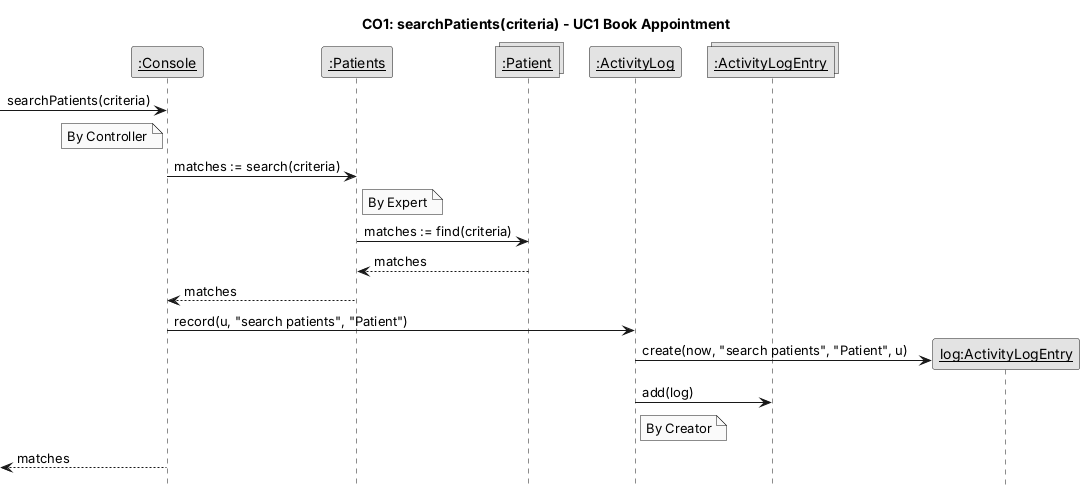 CO1: searchPatients(criteria) - UC1 Book Appointment
:Console
:Patients
:Patient
:ActivityLog
:ActivityLogEntry
searchPatients(criteria)
By Controller
matches := search(criteria)
By Expert
matches := find(criteria)
matches
matches
record(u, "search patients", "Patient")
create(now, "search patients", "Patient", u)
log:ActivityLogEntry
add(log)
By Creator
matches